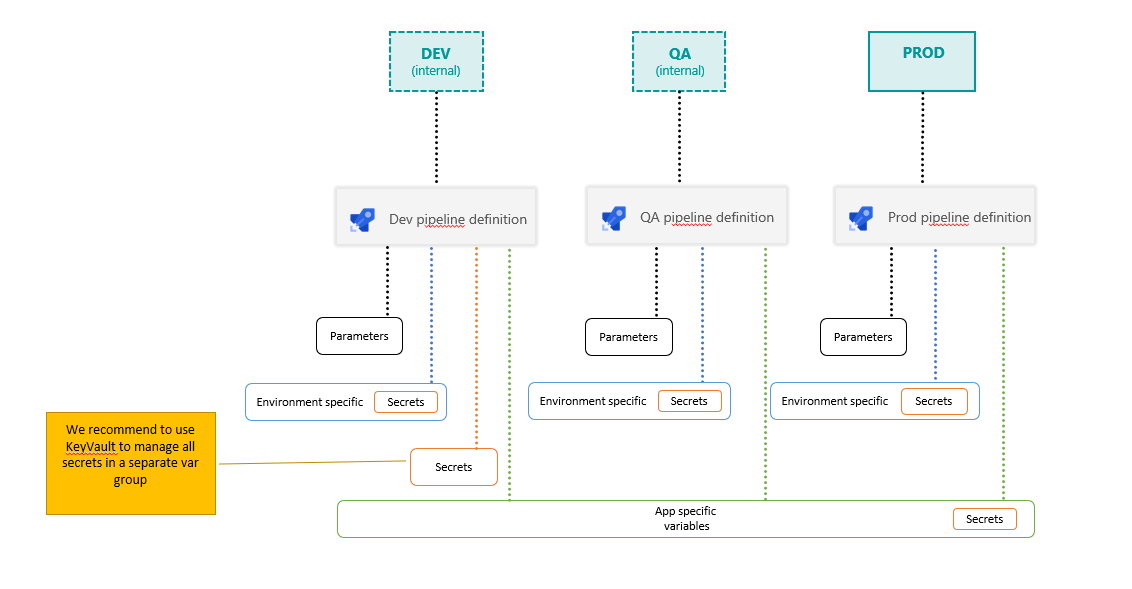 DEV
(internal)
QA
(internal)
PROD
Dev pipeline definition
QA pipeline definition
Prod pipeline definition
Parameters
Parameters
Parameters
Environment specific
Secrets
Environment specific
Secrets
Environment specific
Secrets
We recommend to use
KeyVault to manage all
secrets in a separate var
group
Secrets
App specific
variables
Secrets